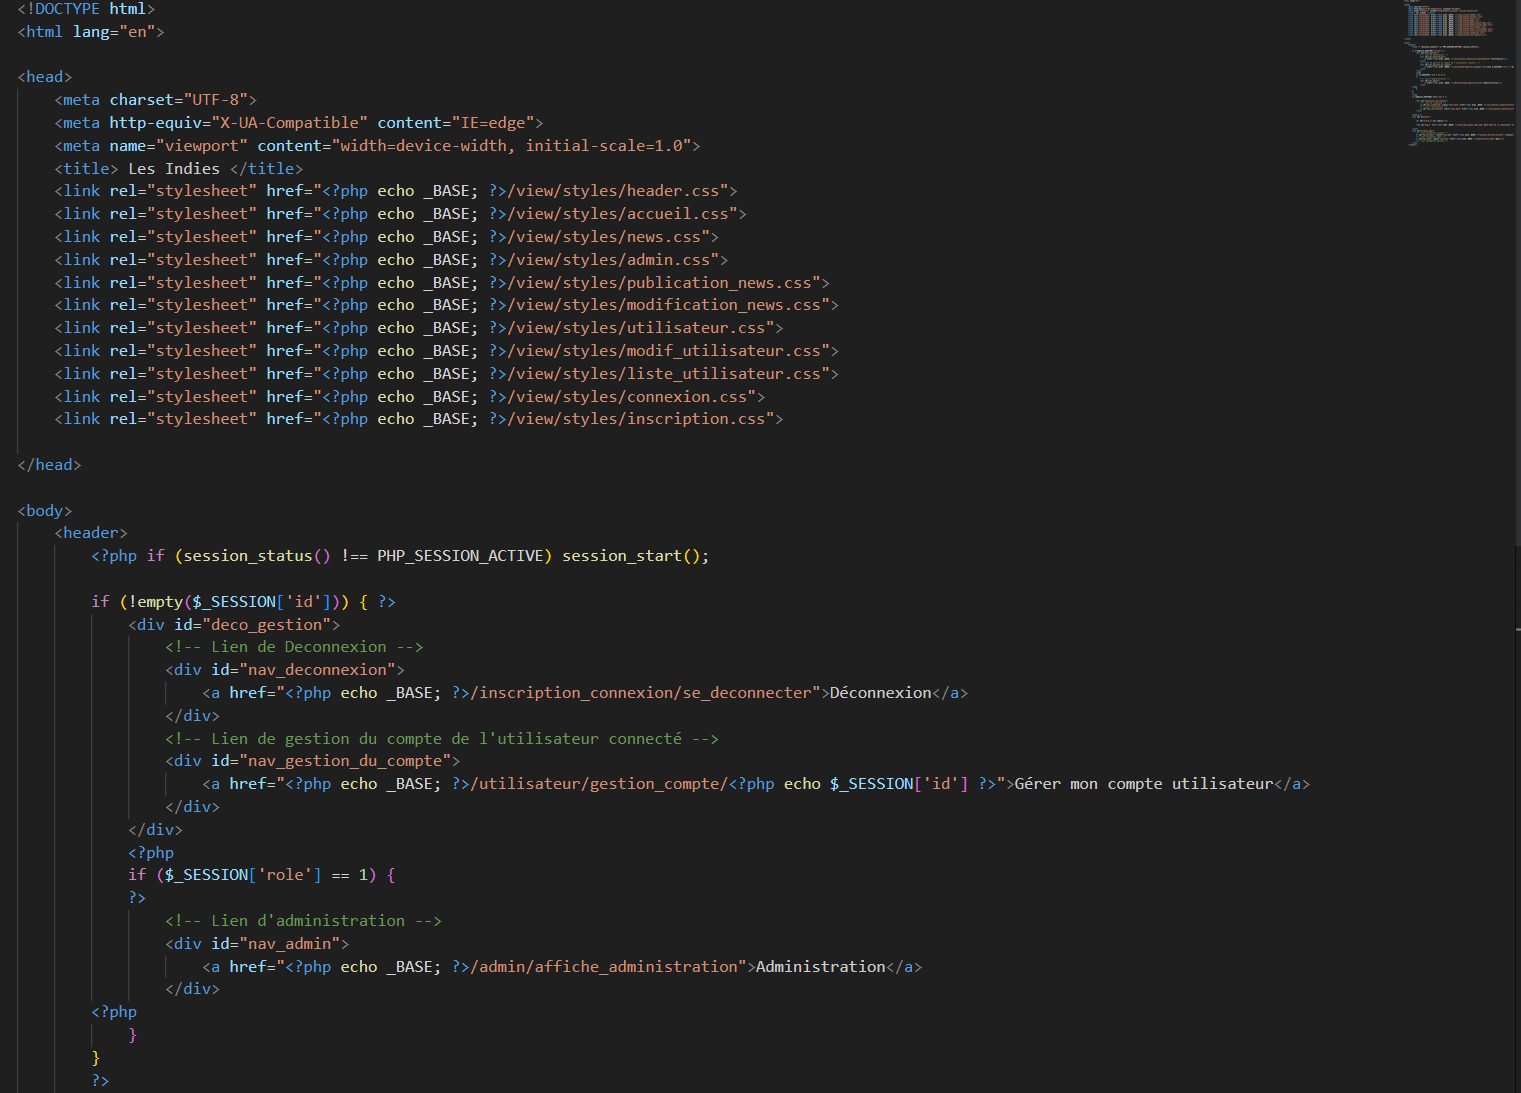 <!DOCTYPE html>
<html lang="en">
<head>
<meta charset="UTF-8">
<meta http-equiv="X-UA-Compatible" content="IE=edge">
<meta name="viewport" content="width=device-width, initial-scale=1.0">
<title> Les Indies </title>
<link rel="stylesheet" href="<?php echo _BASE; ?>/view/styles/header.css">
<link rel="stylesheet" href="<?php echo _BASE; ?>/view/styles/accueil.css">
<link rel="stylesheet" href="<?php echo _BASE; ?>/view/styles/news.css">
<link rel="stylesheet" href="<?php echo _BASE; ?>/view/styles/admin.css">
<link rel="stylesheet" href="<?php echo _BASE; ?>/view/styles/publication_news.css">
<link rel="stylesheet" href="<?php echo _BASE; ?>/view/styles/modification_news.css">
<link rel="stylesheet" href="<?php echo _BASE; ?>/view/styles/utilisateur.css">
<link rel="stylesheet" href="<?php echo _BASE; ?>/view/styles/modif_utilisateur.css">
<link rel="stylesheet" href="<?php echo _BASE; ?>/view/styles/liste_utilisateur.css">
<link rel="stylesheet" href="<?php echo _BASE; ?>/view/styles/connexion.css">
<link rel="stylesheet" href="<?php echo _BASE; ?>/view/styles/inscription.css">
</head>
<body>
<header>
<?php if (session_status() !== PHP_SESSION_ACTIVE) session_start();
if (!empty($_SESSION['id'])) { ?>
<div id="deco_gestion">
<!-- Lien de Deconnexion -->
<div id="nav_deconnexion">
<a href="<?php echo _BASE; ?>/inscription_connexion/se_deconnecter">Déconnexion</a>
</div>
<!-- Lien de gestion du compte de l'utilisateur connecté -->
<div id="nav_gestion_du_compte">
<a href="<?php echo _BASE; ?>/utilisateur/gestion_compte/<?php echo $_SESSION['id'] ?>">Gérer mon compte utilisateur</a>
</div>
</div>
<?php
if ($_SESSION['role'] == 1) {
?>
<!-- Lien d'administration -->
<div id="nav_admin">
<a href="<?php echo _BASE; ?>/admin/affiche_administration">Administration</a>
</div>
<?php
}
}
?>